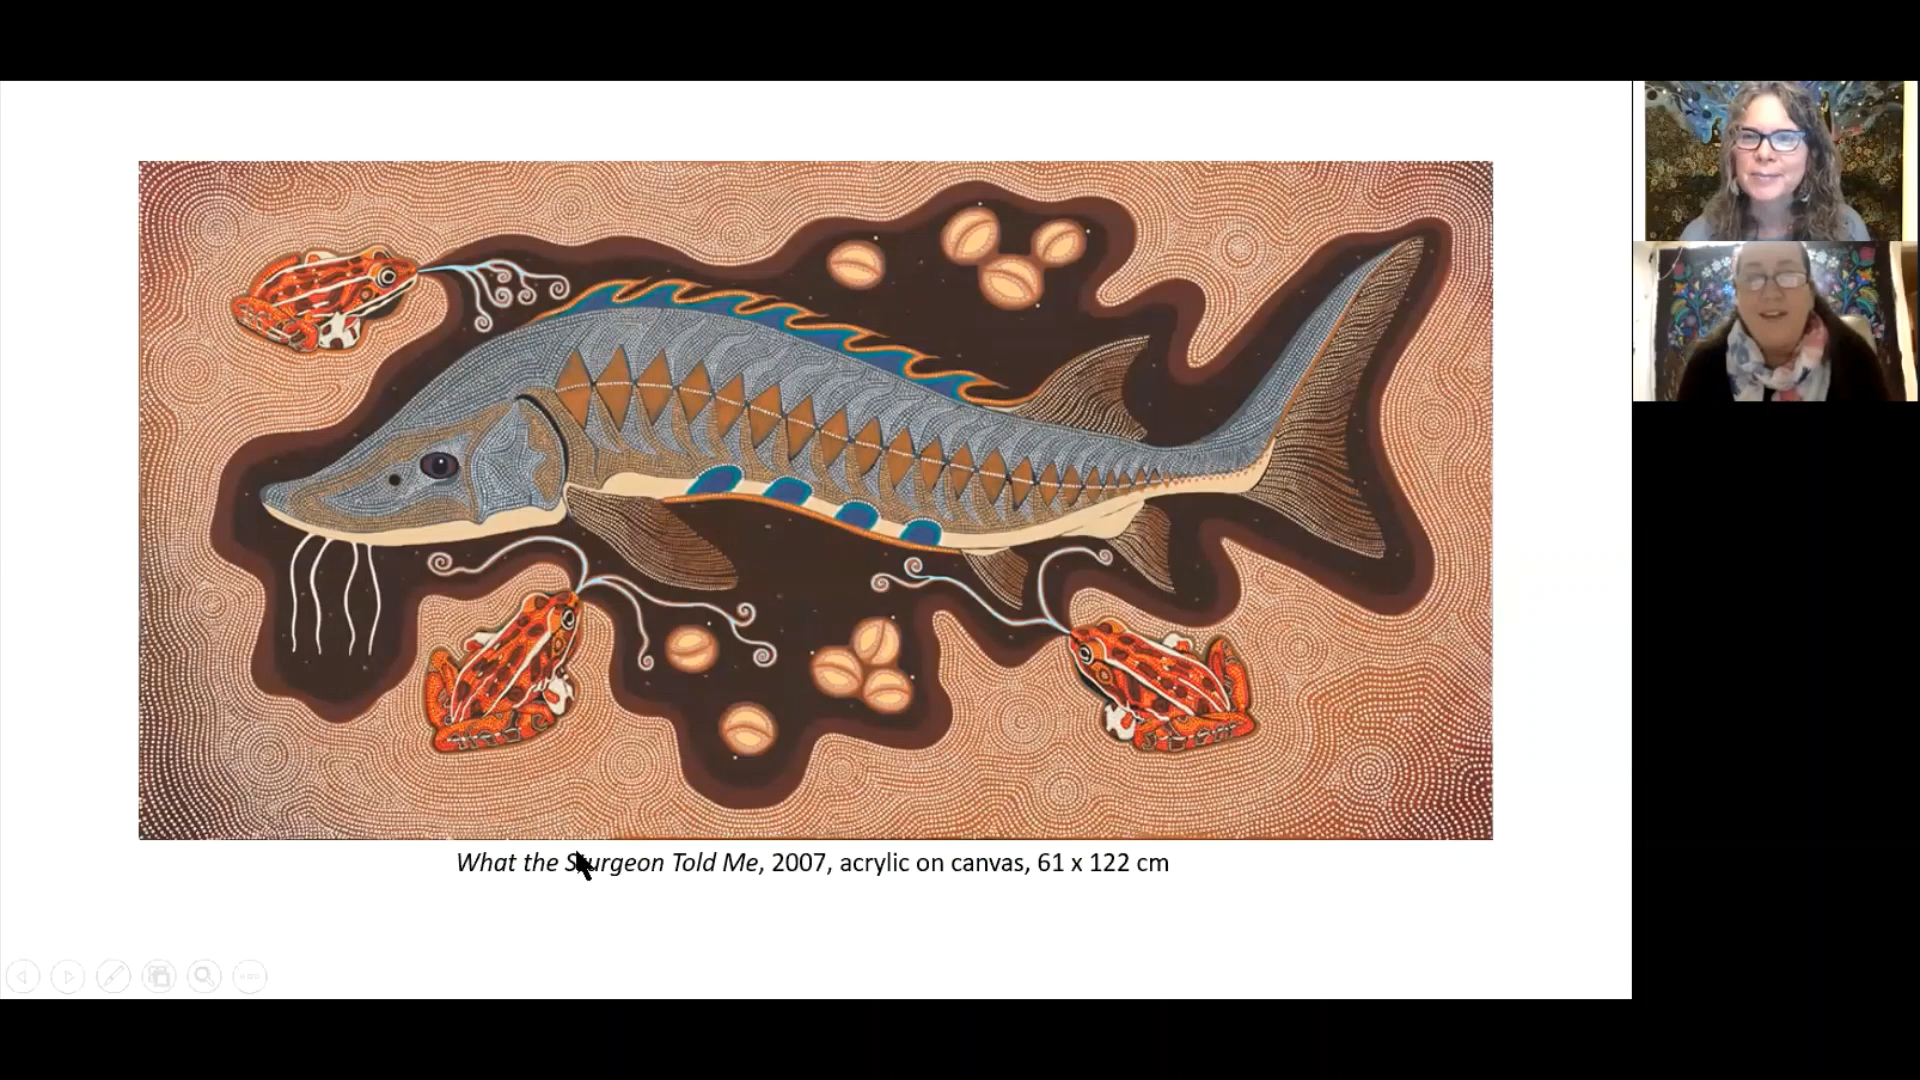 What the Sturgeon Told Me, 2007, acrylic on canvas, 61 x 122 cm